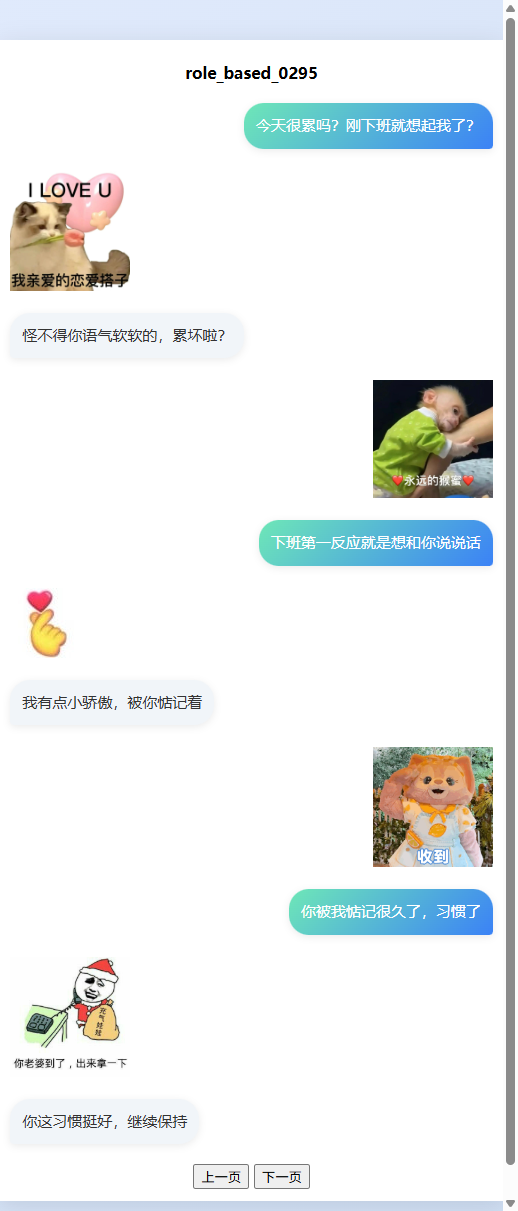 role_based_0295
今天很累吗？刚下班就想起我了？
I LOVE U
我亲爱的恋爱搭子
怪不得你语气软软的，累坏啦？
❤️永远的猴蜜❤️
下班第一反应就是想和你说说话
我有点小骄傲，被你惦记着
收到
你被我惦记很久了，习惯了
充气娃娃
你老婆到了，出来拿一下
你这习惯挺好，继续保持
上一页 下一页